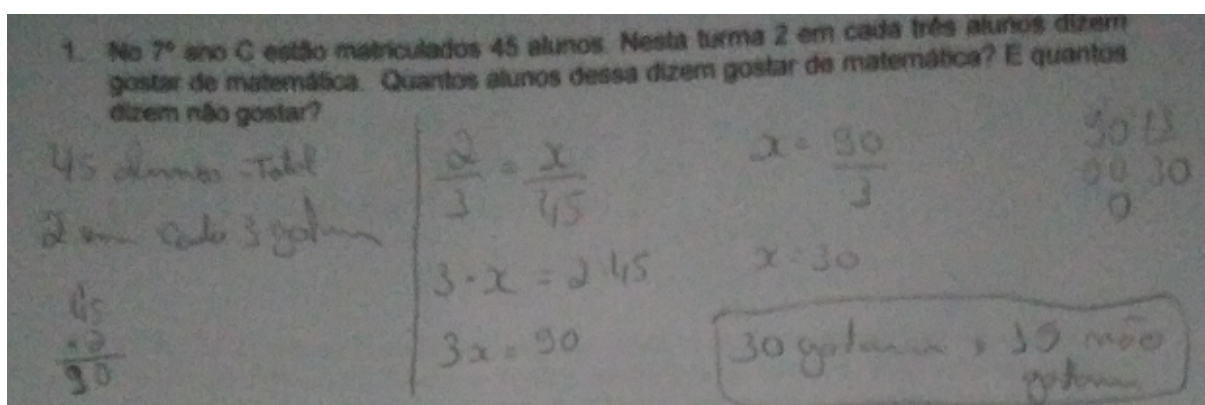 1. No 7º ano C estão matriculados 45 alunos. Nesta turma 2 em cada três alunos dizem
gostar de matemática. Quantos alunos dessa dizem gostar de matemática? E quantos
dizem não gostar?
45 alunos - Total
2 em cada 3 gostam
45
×2
90
2/3 = x/45
3 · x = 2 45
3x = 90
x = 90/3
x = 30
90 |3
00 30
0
30 gostam e 15 não
gostam